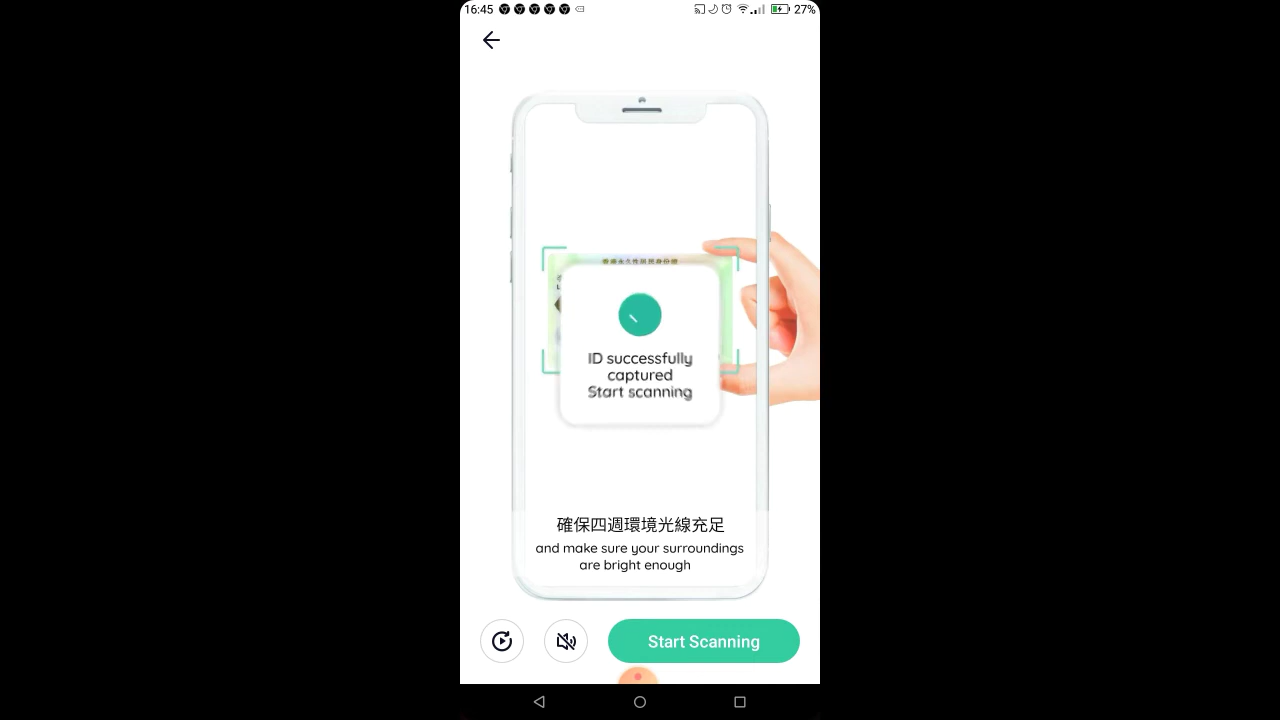 16:45
27%
香港永久性居民身份證
ID successfully
captured
Start scanning
確保四週環境光線充足
and make sure your surroundings
are bright enough
Start Scanning